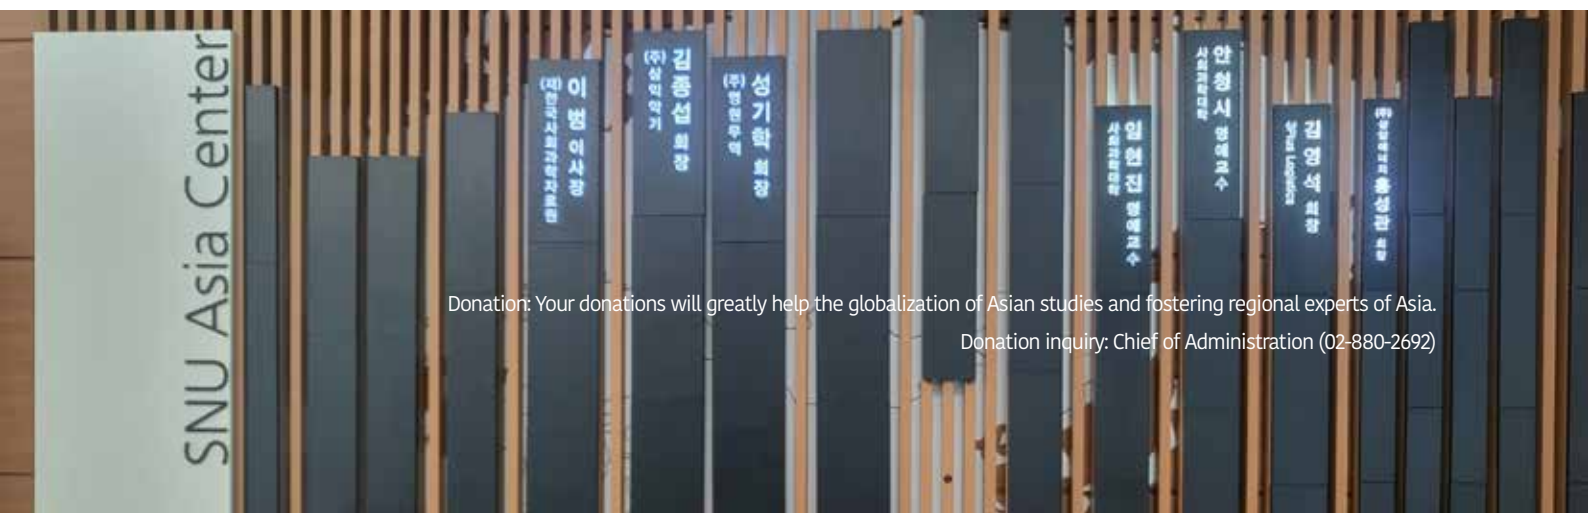 SNU Asia Center
이 범 이사장
(재)한국사회과학자료원
김종섭 회장
(주)삼익악기
성기학 회장
(주)영원무역
임현진 명예교수
사회과학대학
안청시 명예교수
사회과학대학
김영석 회장
홍성관 회장
Donation: Your donations will greatly help the globalization of Asian studies and fostering regional experts of Asia.
Donation inquiry: Chief of Administration (02-880-2692)